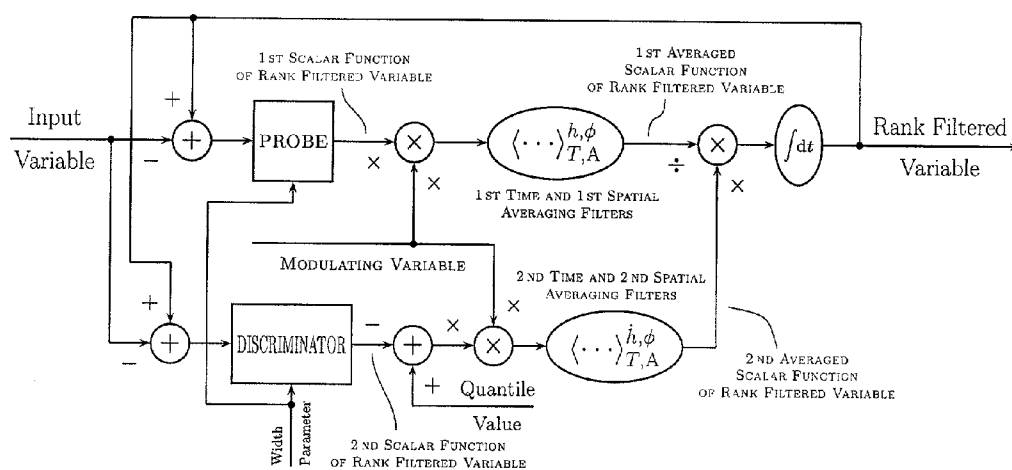 1ST SCALAR FUNCTION
OF RANK FILTERED VARIABLE
1ST AVERAGED
SCALAR FUNCTION
OF RANK FILTERED VARIABLE
Input
Variable
+
−
+
PROBE
×
×
×
⟨···⟩ h,ϕ T,A
÷
×
×
∫dt
Rank Filtered
Variable
1ST TIME AND 1ST SPATIAL
AVERAGING FILTERS
MODULATING VARIABLE
2ND TIME AND 2ND SPATIAL
AVERAGING FILTERS
+
−
+
DISCRIMINATOR
−
+
+
×
×
×
⟨···⟩ ḣ,ϕ T,A
Quantile
Value
2ND AVERAGED
SCALAR FUNCTION
OF RANK FILTERED VARIABLE
Width
Parameter
2ND SCALAR FUNCTION
OF RANK FILTERED VARIABLE